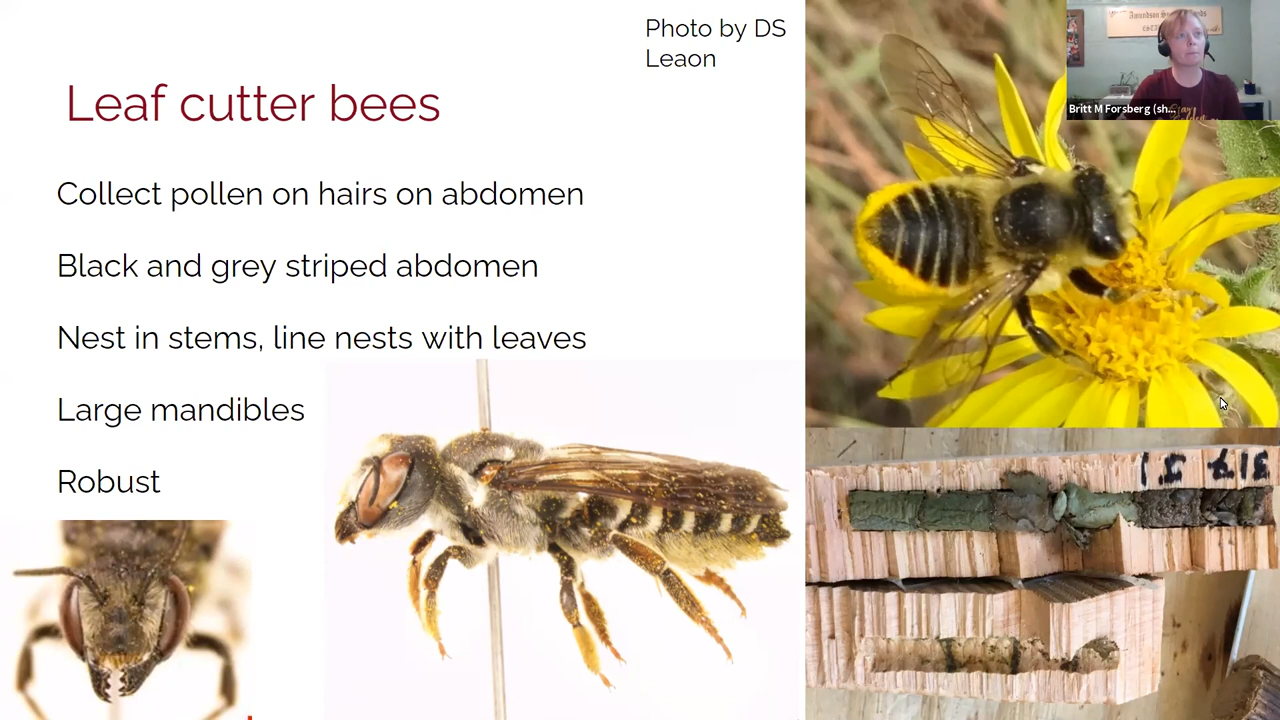 Photo by DS
Leaon
Leaf cutter bees
Collect pollen on hairs on abdomen
Black and grey striped abdomen
Nest in stems, line nests with leaves
Large mandibles
Robust
Britt M Forsberg (sh...